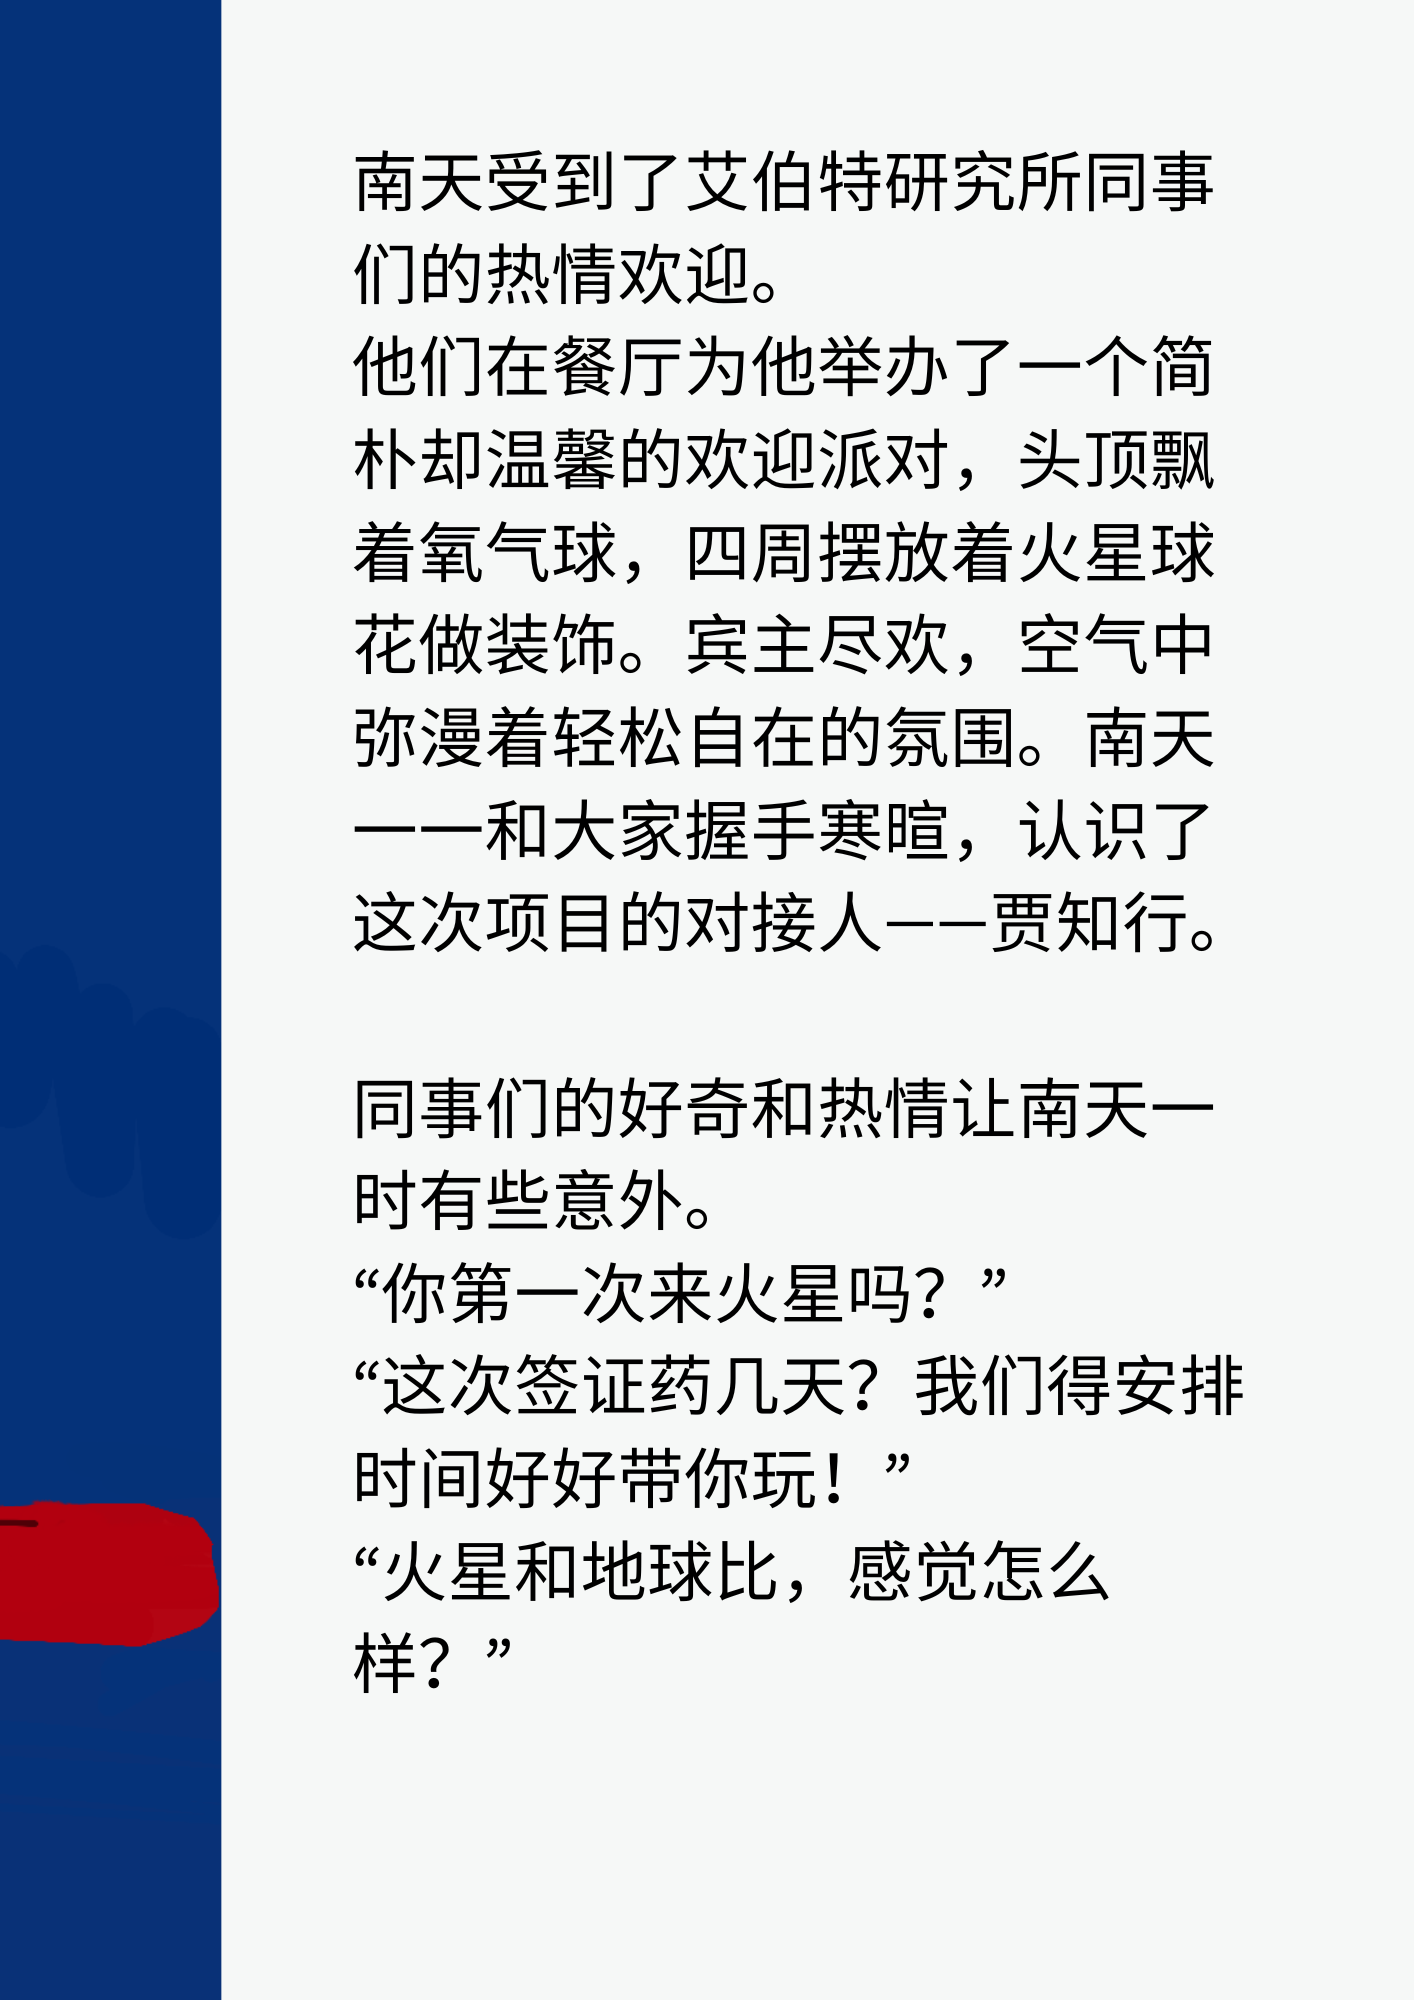 南天受到了艾伯特研究所同事
们的热情欢迎。
他们在餐厅为他举办了一个简
朴却温馨的欢迎派对，头顶飘
着氧气球，四周摆放着火星球
花做装饰。宾主尽欢，空气中
弥漫着轻松自在的氛围。南天
一一和大家握手寒暄，认识了
这次项目的对接人——贾知行。
同事们的好奇和热情让南天一
时有些意外。
“你第一次来火星吗？”
“这次签证药几天？我们得安排
时间好好带你玩！”
“火星和地球比，感觉怎么
样？”